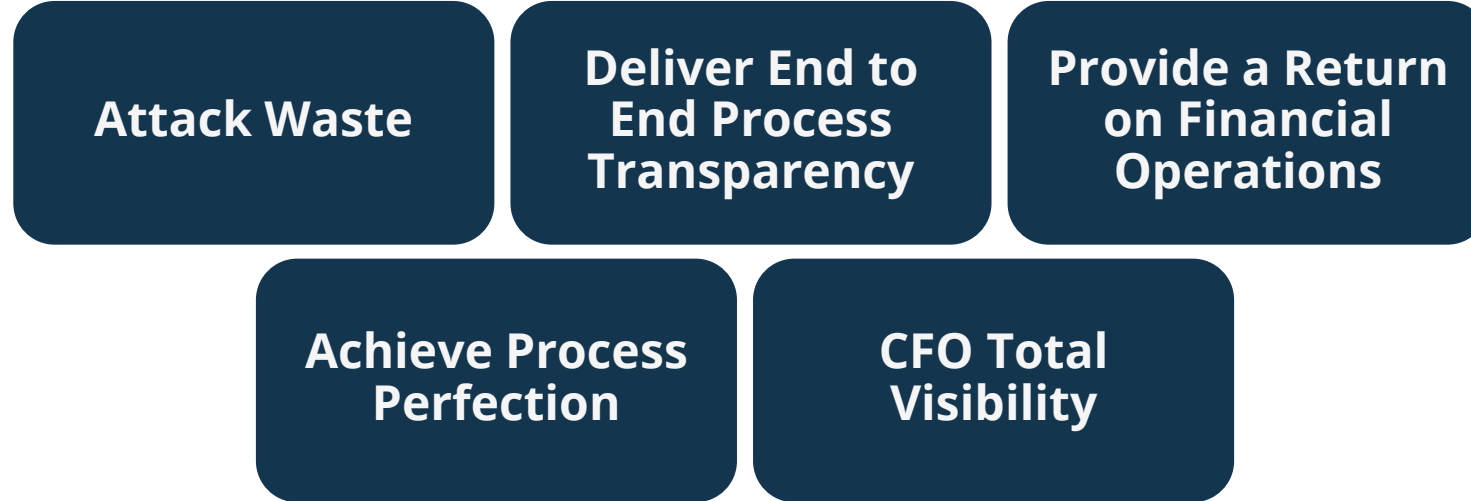 Attack Waste
Deliver End to
End Process
Transparency
Provide a Return
on Financial
Operations
Achieve Process
Perfection
CFO Total
Visibility